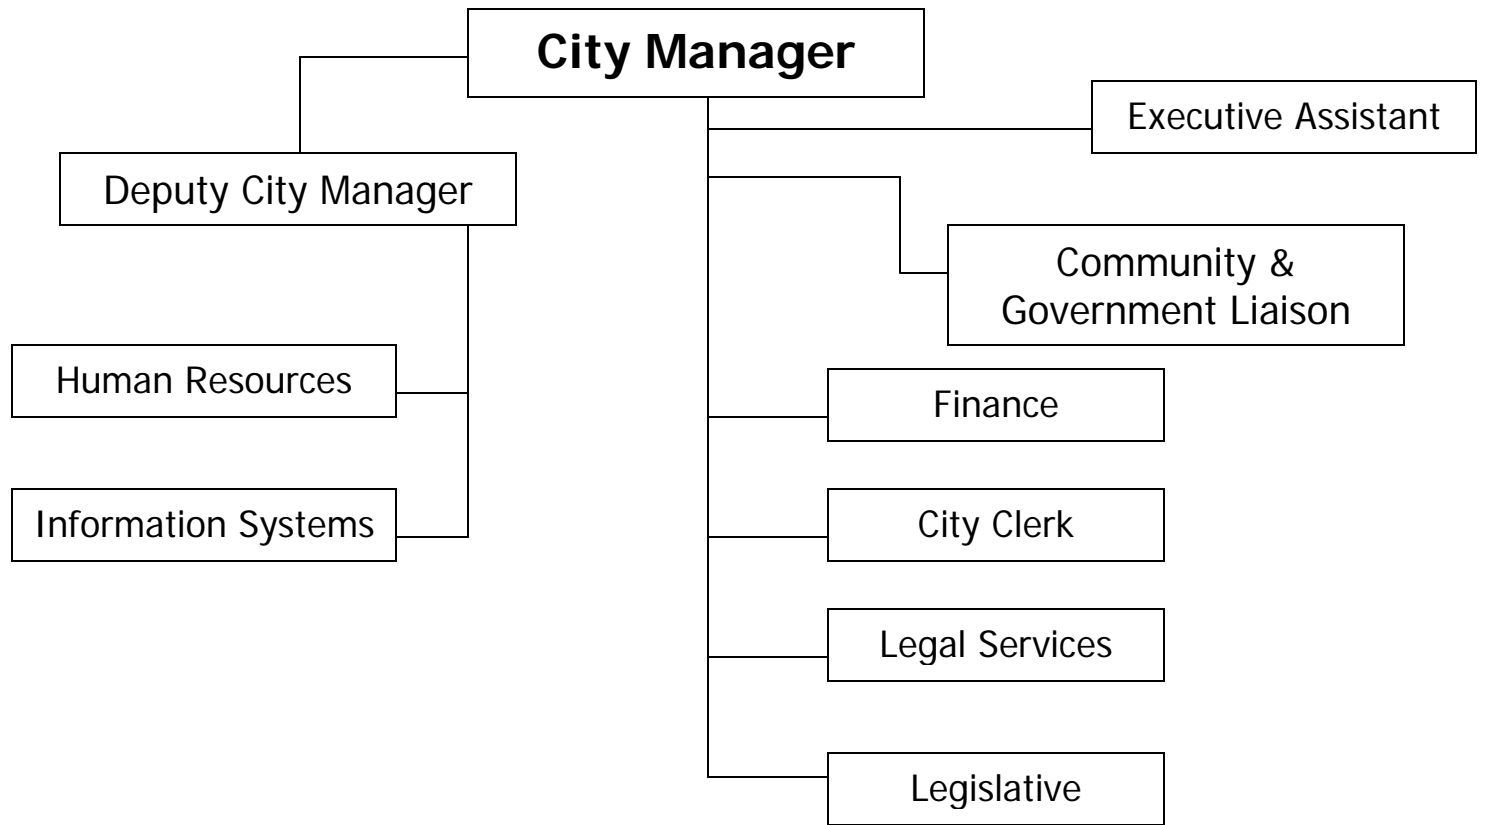 City Manager
Executive Assistant
Deputy City Manager
Community &
Government Liaison
Human Resources
Finance
Information Systems
City Clerk
Legal Services
Legislative